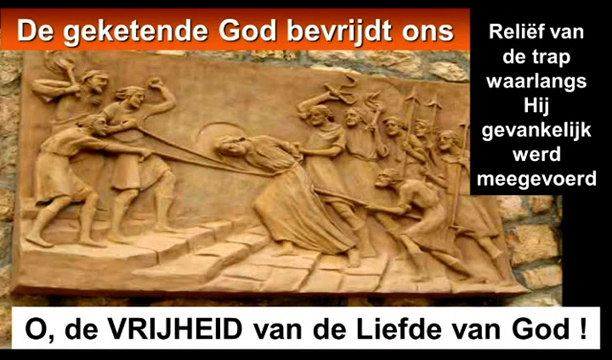 De geketende God bevrijdt ons
Reliëf van
de trap
waarlangs
Hij
gevankelijk
werd
meegevoerd
O, de VRIJHEID van de Liefde van God !